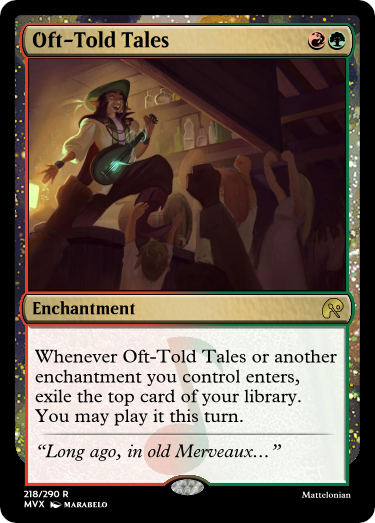 Oft-Told Tales
Enchantment
Whenever Oft-Told Tales or another
enchantment you control enters,
exile the top card of your library.
You may play it this turn.
“Long ago, in old Merveaux…”
218/290 R
MVX MARABELO
Mattelonian